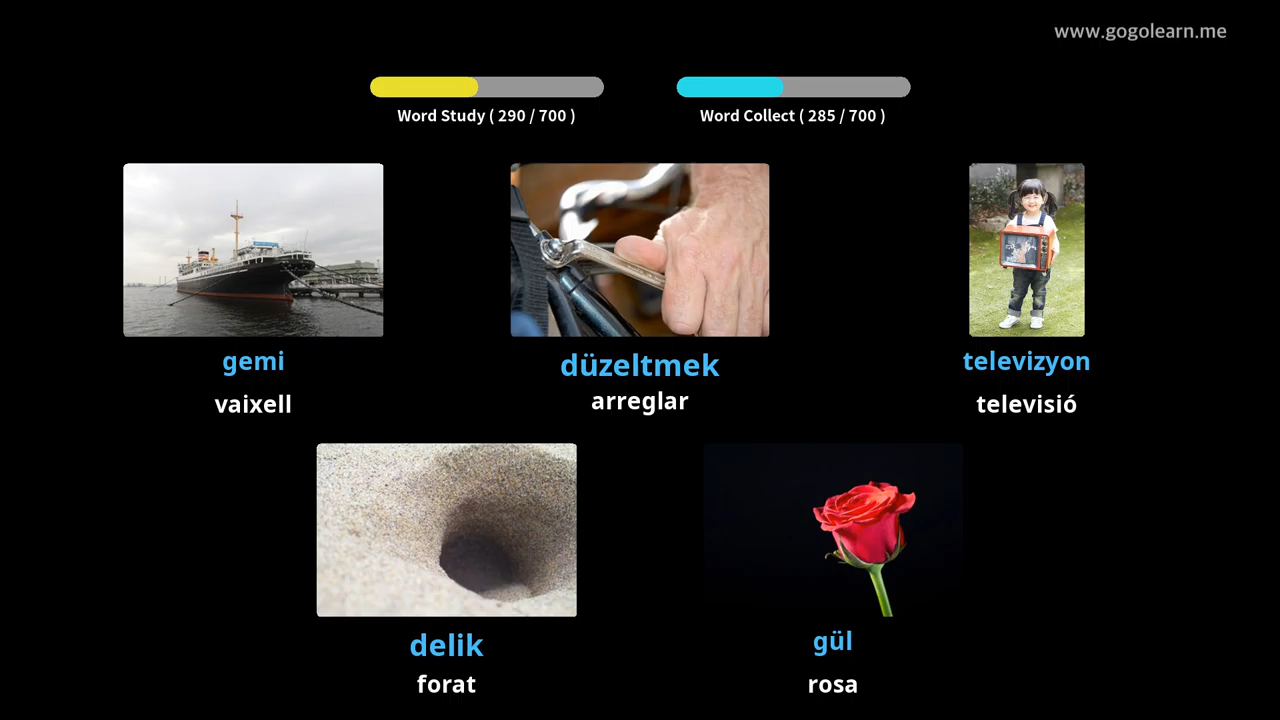 www.gogolearn.me
Word Study ( 290 / 700 )
Word Collect ( 285 / 700 )
gemi
vaixell
düzeltmek
arreglar
televizyon
televisió
delik
forat
gül
rosa